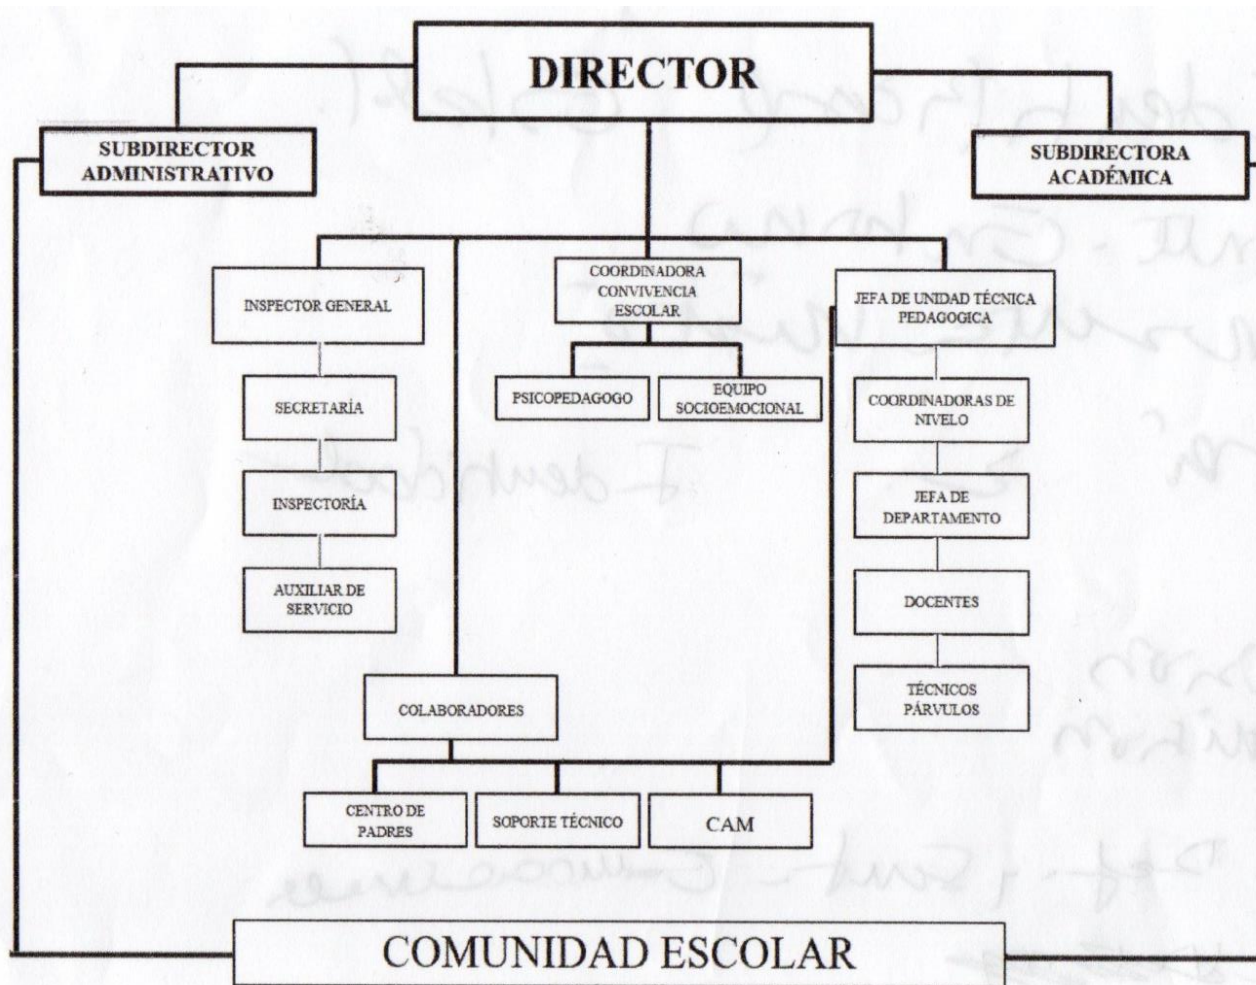 DIRECTOR
SUBDIRECTOR
ADMINISTRATIVO
SUBDIRECTORA
ACADÉMICA
INSPECTOR GENERAL
COORDINADORA
CONVIVENCIA
ESCOLAR
JEFA DE UNIDAD TÉCNICA
PEDAGOGICA
SECRETARÍA
PSICOPEDAGOGO
EQUIPO
SOCIOEMOCIONAL
COORDINADORAS DE
NIVELO
INSPECTORÍA
JEFA DE
DEPARTAMENTO
AUXILIAR DE
SERVICIO
DOCENTES
COLABORADORES
TÉCNICOS
PÁRVULOS
CENTRO DE
PADRES
SOPORTE TÉCNICO
CAM
COMUNIDAD ESCOLAR